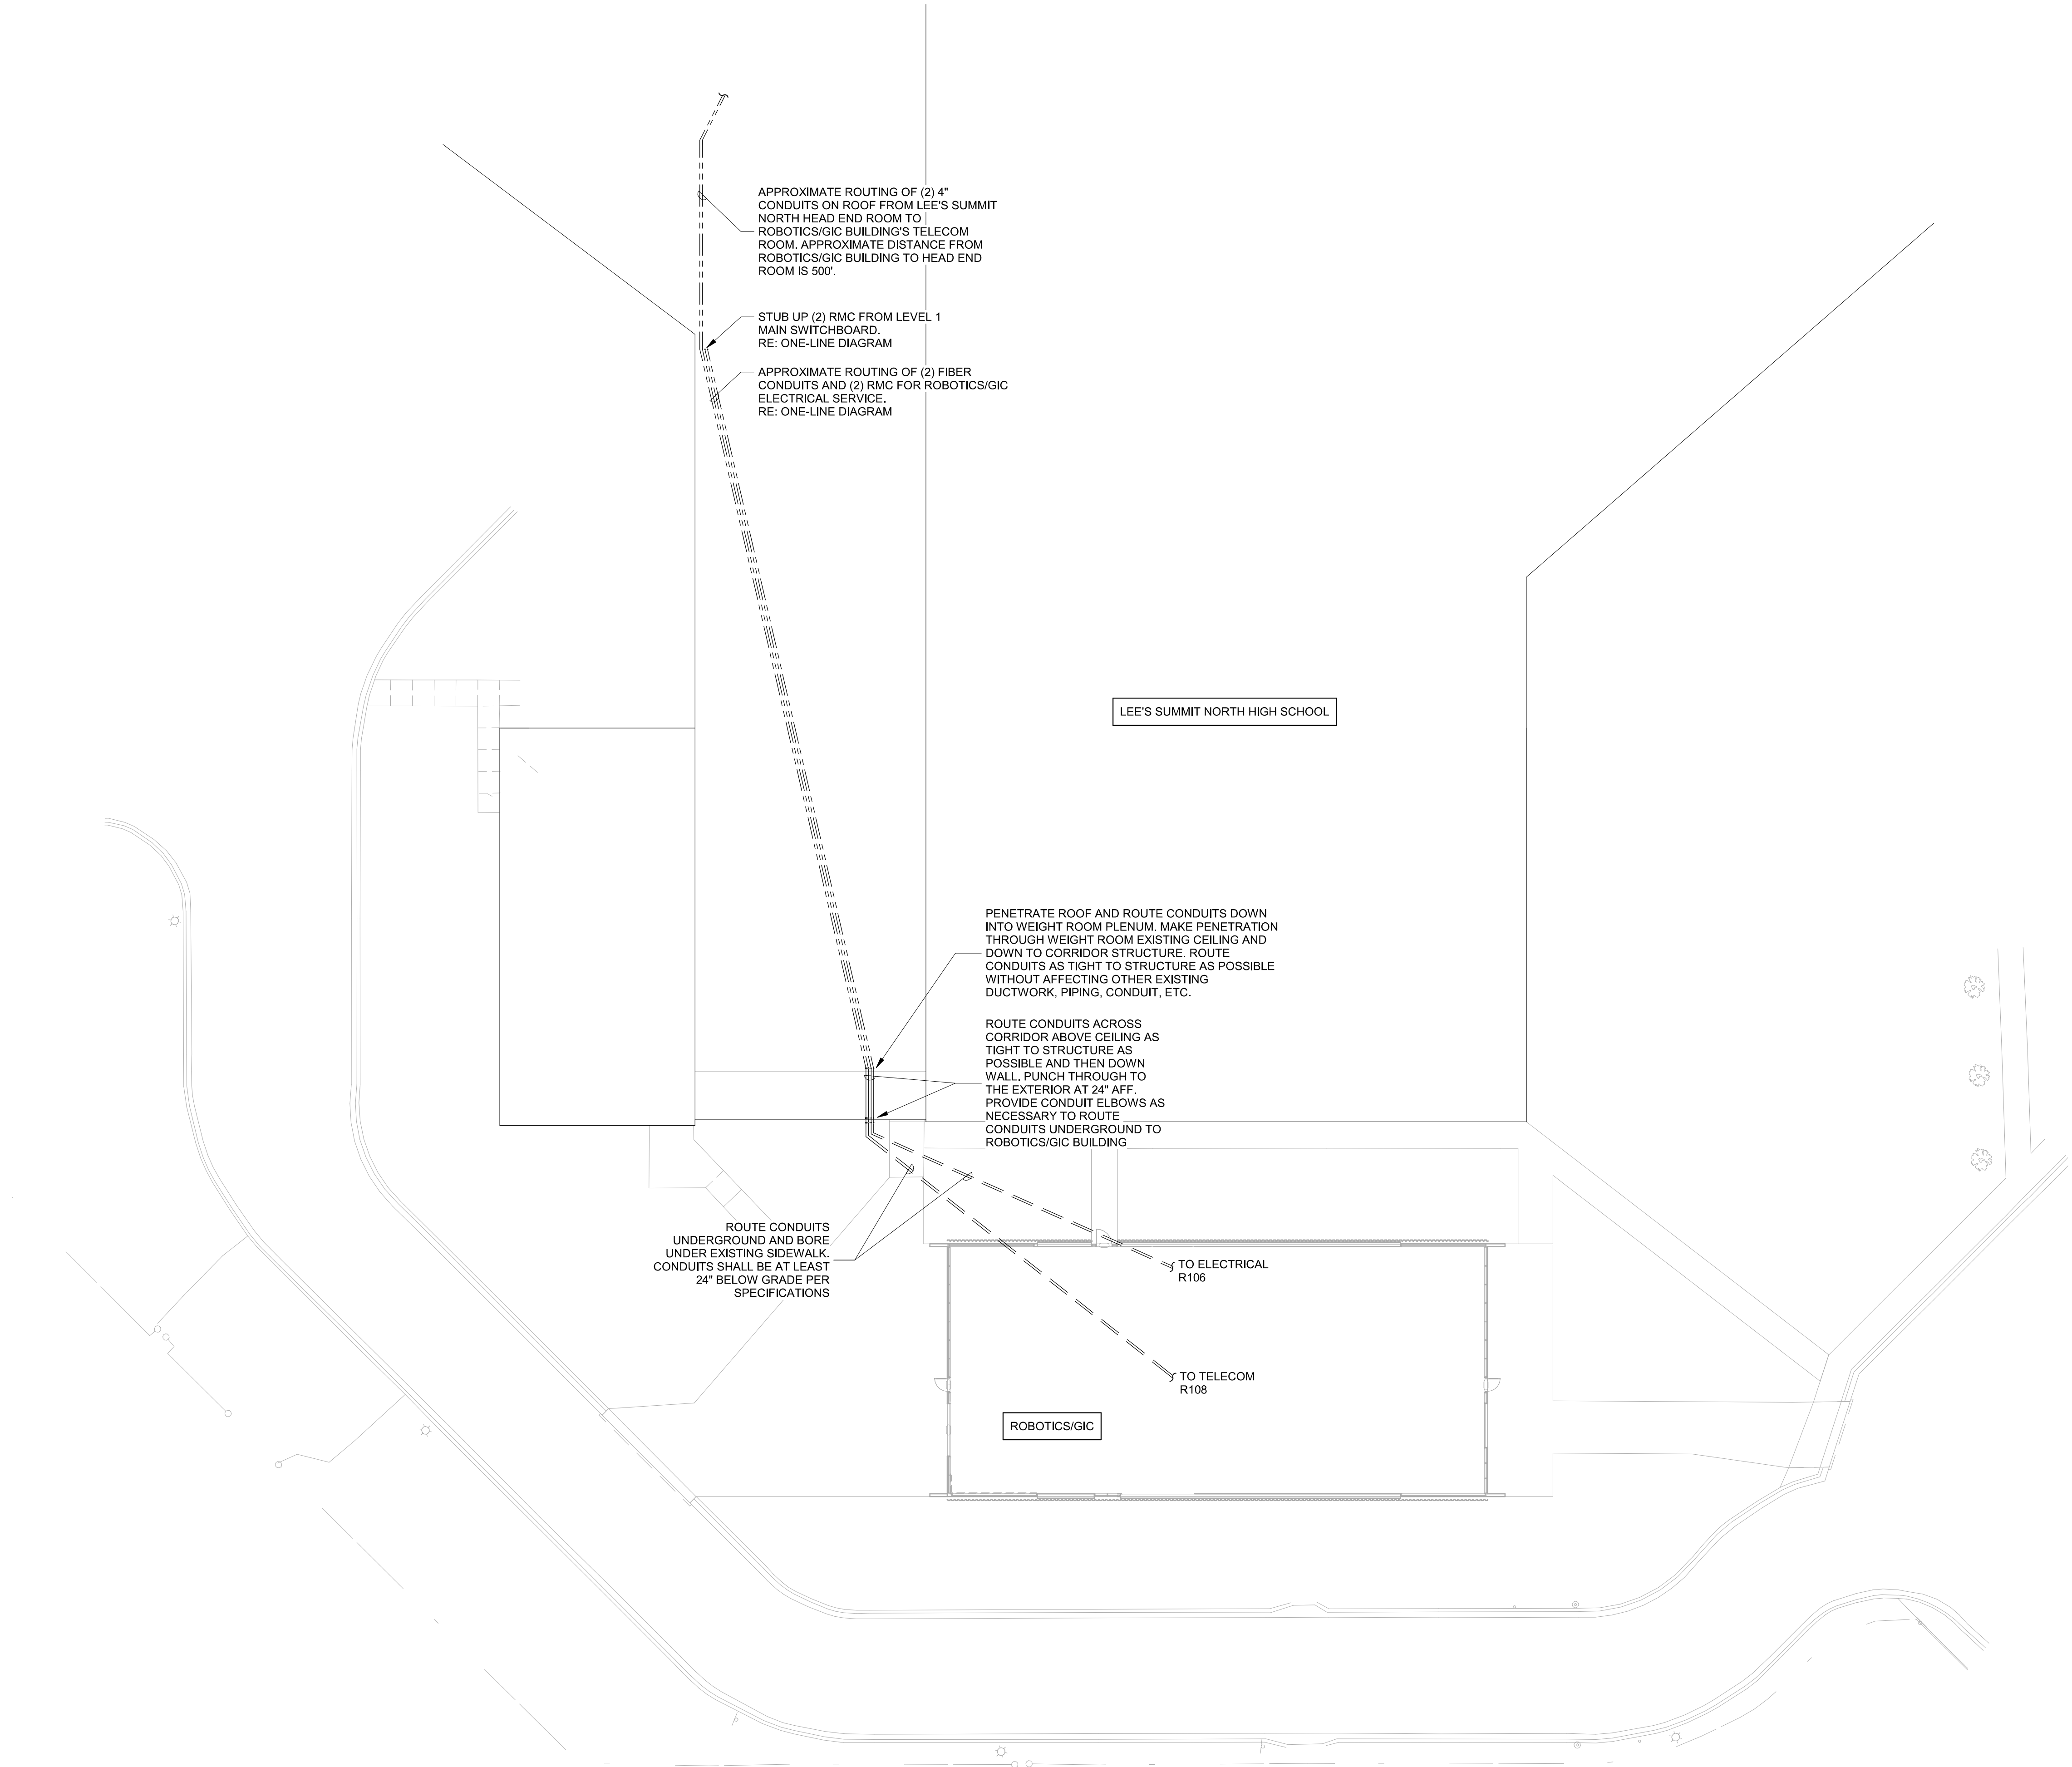 APPROXIMATE ROUTING OF (2) 4"
CONDUITS ON ROOF FROM LEE'S SUMMIT
NORTH HEAD END ROOM TO
ROBOTICS/GIC BUILDING'S TELECOM
ROOM. APPROXIMATE DISTANCE FROM
ROBOTICS/GIC BUILDING TO HEAD END
ROOM IS 500'.
STUB UP (2) RMC FROM LEVEL 1
MAIN SWITCHBOARD.
RE: ONE-LINE DIAGRAM
APPROXIMATE ROUTING OF (2) FIBER
CONDUITS AND (2) RMC FOR ROBOTICS/GIC
ELECTRICAL SERVICE.
RE: ONE-LINE DIAGRAM
LEE'S SUMMIT NORTH HIGH SCHOOL
PENETRATE ROOF AND ROUTE CONDUITS DOWN
INTO WEIGHT ROOM PLENUM. MAKE PENETRATION
THROUGH WEIGHT ROOM EXISTING CEILING AND
DOWN TO CORRIDOR STRUCTURE. ROUTE
CONDUITS AS TIGHT TO STRUCTURE AS POSSIBLE
WITHOUT AFFECTING OTHER EXISTING
DUCTWORK, PIPING, CONDUIT, ETC.
ROUTE CONDUITS ACROSS
CORRIDOR ABOVE CEILING AS
TIGHT TO STRUCTURE AS
POSSIBLE AND THEN DOWN
WALL. PUNCH THROUGH TO
THE EXTERIOR AT 24" AFF.
PROVIDE CONDUIT ELBOWS AS
NECESSARY TO ROUTE
CONDUITS UNDERGROUND TO
ROBOTICS/GIC BUILDING
ROUTE CONDUITS
UNDERGROUND AND BORE
UNDER EXISTING SIDEWALK.
CONDUITS SHALL BE AT LEAST
24" BELOW GRADE PER
SPECIFICATIONS
TO ELECTRICAL
R106
TO TELECOM
R108
ROBOTICS/GIC